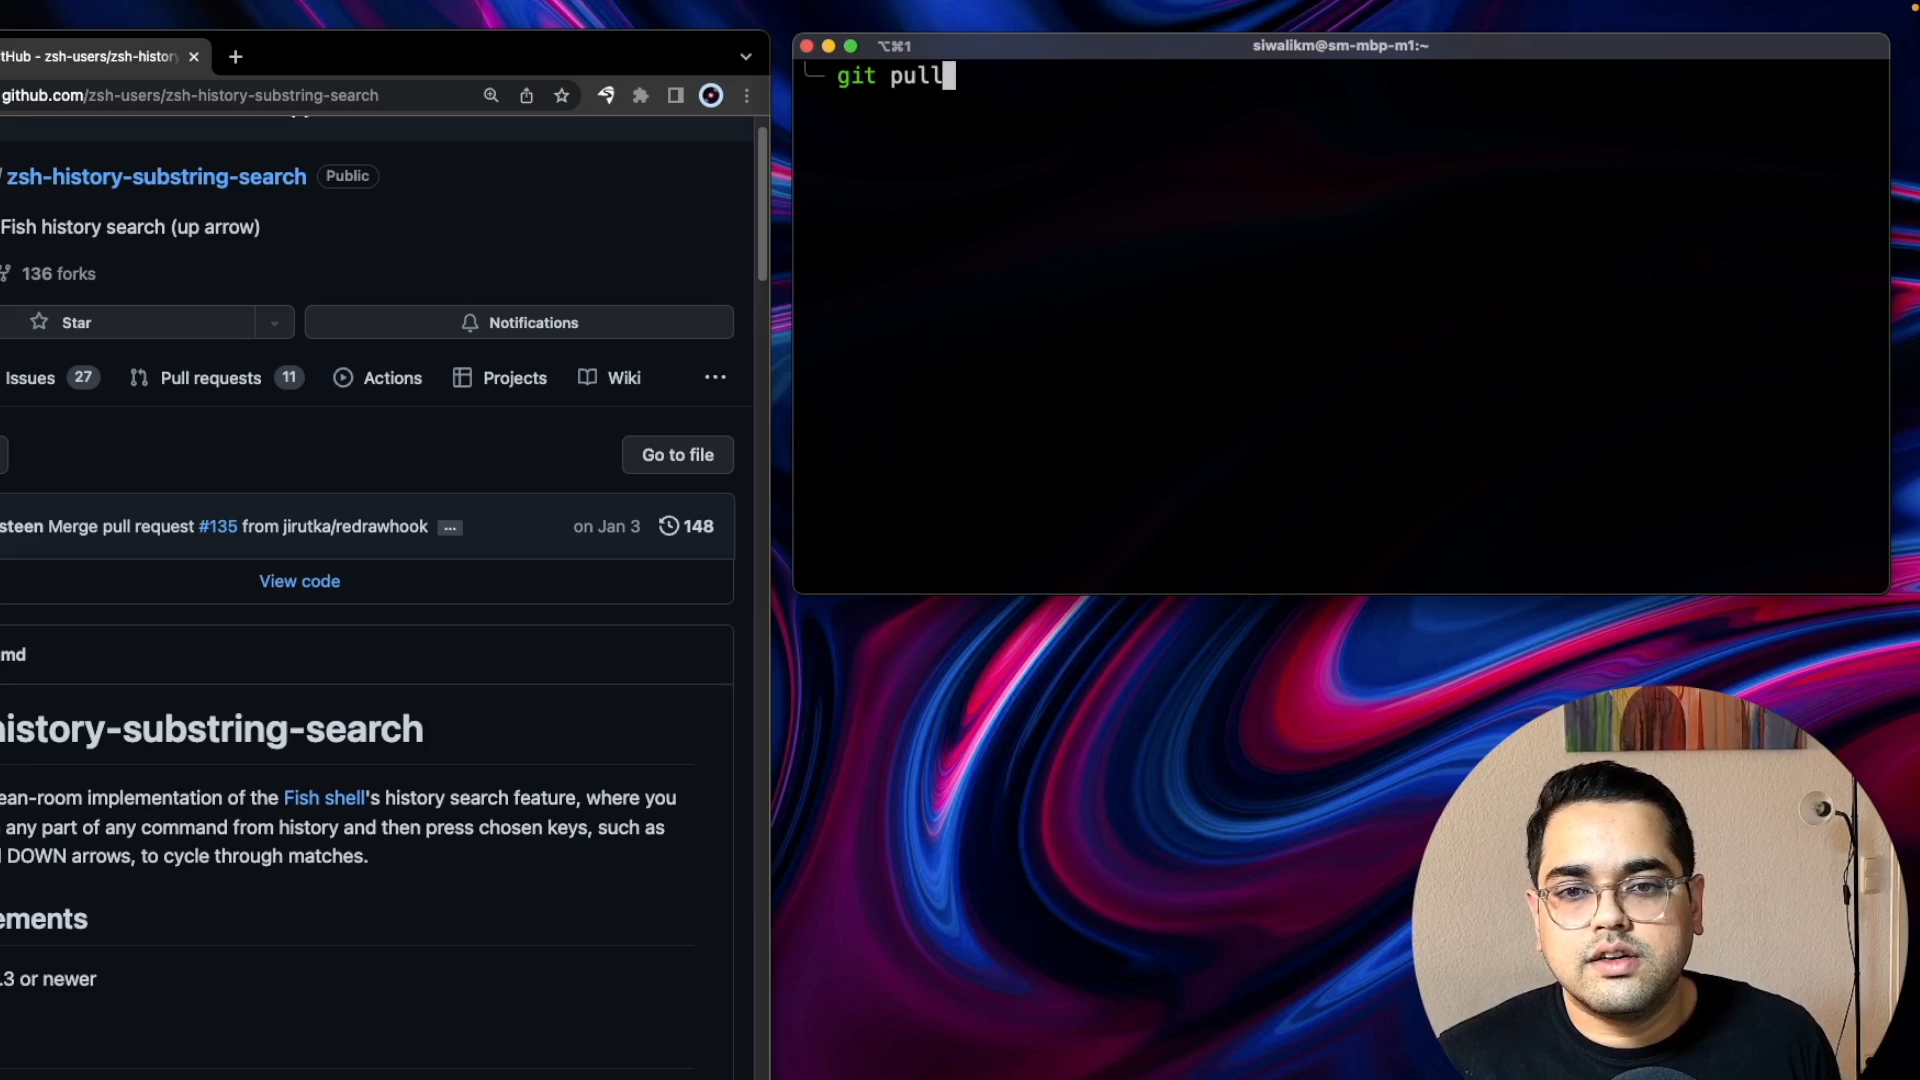 tHub - zsh-users/zsh-history
github.com/zsh-users/zsh-history-substring-search
/ zsh-history-substring-search Public
Fish history search (up arrow)
136 forks
Star
Notifications
Issues 27
Pull requests 11
Actions
Projects
Wiki
Go to file
steen Merge pull request #135 from jirutka/redrawhook ...
on Jan 3
148
View code
md
istory-substring-search
ean-room implementation of the Fish shell's history search feature, where you
any part of any command from history and then press chosen keys, such as
DOWN arrows, to cycle through matches.
ements
.3 or newer
⌥⌘1
siwalikm@sm-mbp-m1:~
git pull